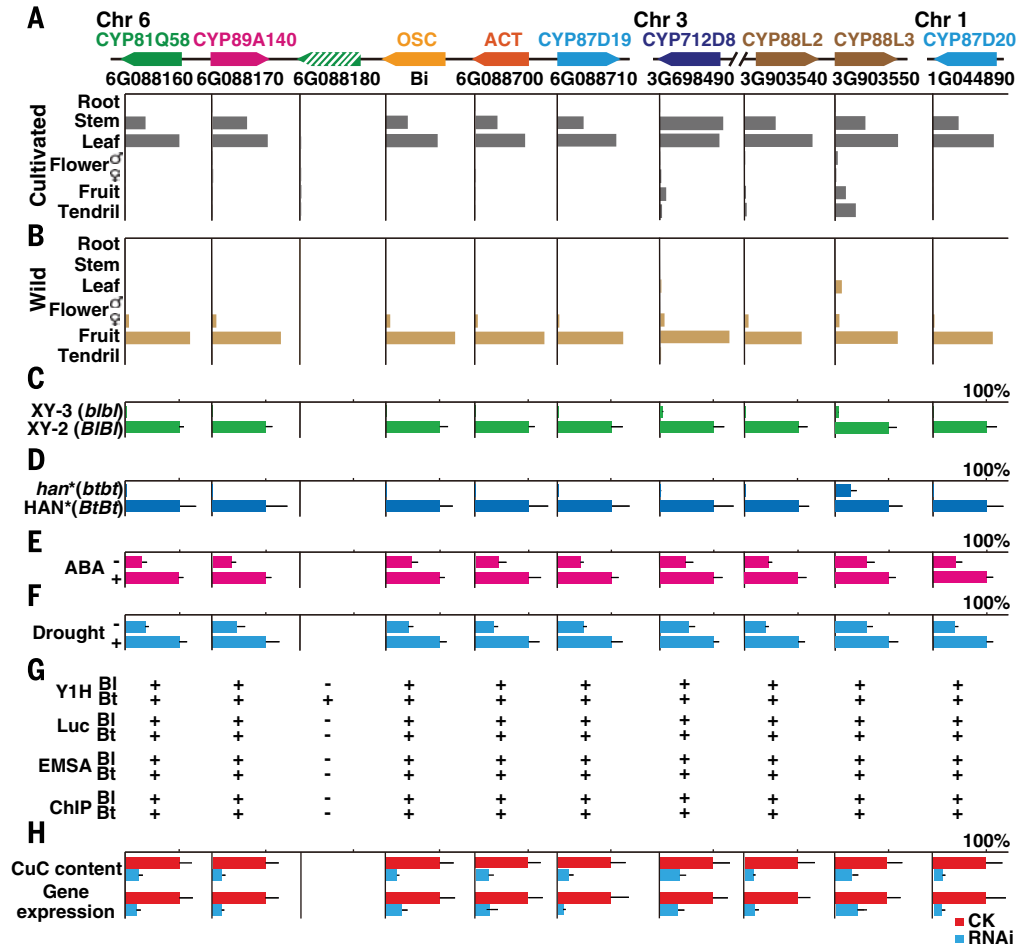 A
Chr 6 Chr 3 Chr 1
CYP81Q58 CYP89A140 OSC ACT CYP87D19 CYP712D8 CYP88L2 CYP88L3 CYP87D20
6G088160 6G088170 6G088180 Bi 6G088700 6G088710 3G698490 3G903540 3G903550 1G044890
Cultivated
Root
Stem
Leaf
Flower ♂
♀
Fruit
Tendril
B
Wild
Root
Stem
Leaf
Flower ♂
♀
Fruit
Tendril
C
100%
XY-3 (blbl)
XY-2 (BlBl)
D
100%
han*(btbt)
HAN*(BtBt)
E
100%
ABA -
+
F
100%
Drought -
+
G
Y1H Bl + + - + + + + + + +
Bt + + + + + + + + + +
Luc Bl + + - + + + + + + +
Bt + + - + + + + + + +
EMSA Bl + + - + + + + + + +
Bt + + - + + + + + + +
ChIP Bl + + - + + + + + + +
Bt + + - + + + + + + +
H
100%
CuC content
Gene
expression
CK
RNAi